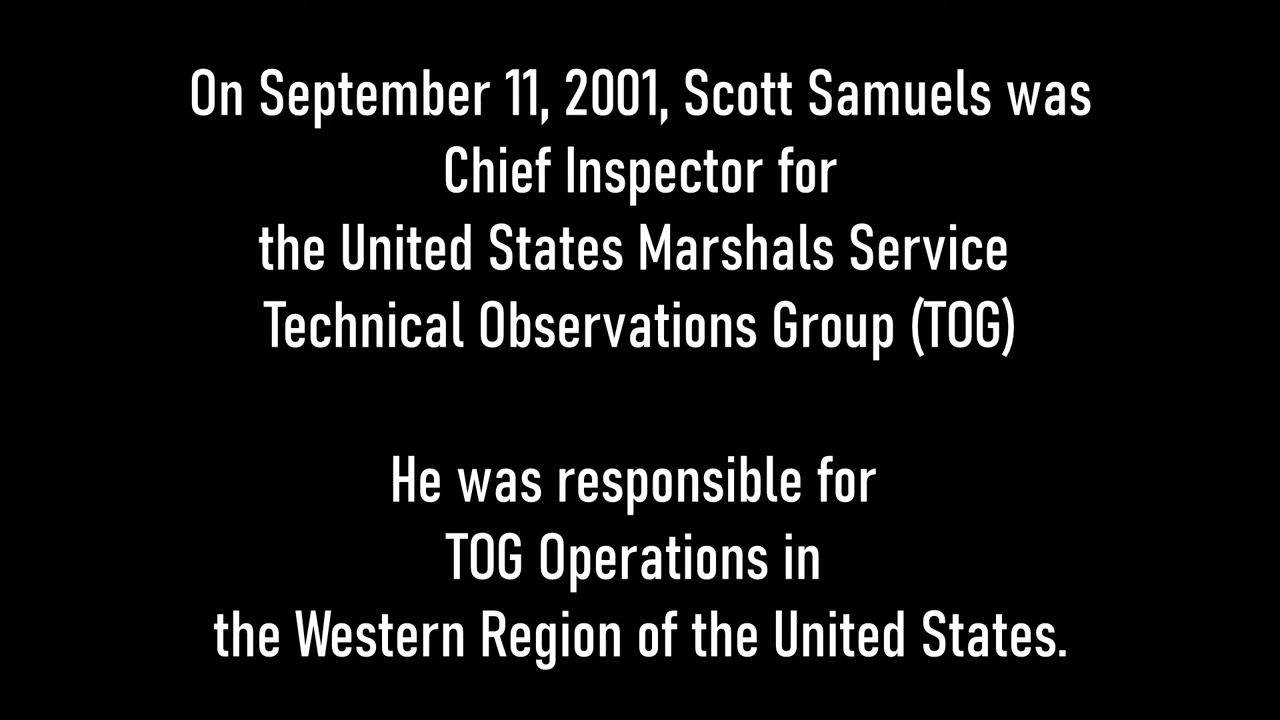 On September 11, 2001, Scott Samuels was
Chief Inspector for
the United States Marshals Service
Technical Observations Group (TOG)
He was responsible for
TOG Operations in
the Western Region of the United States.